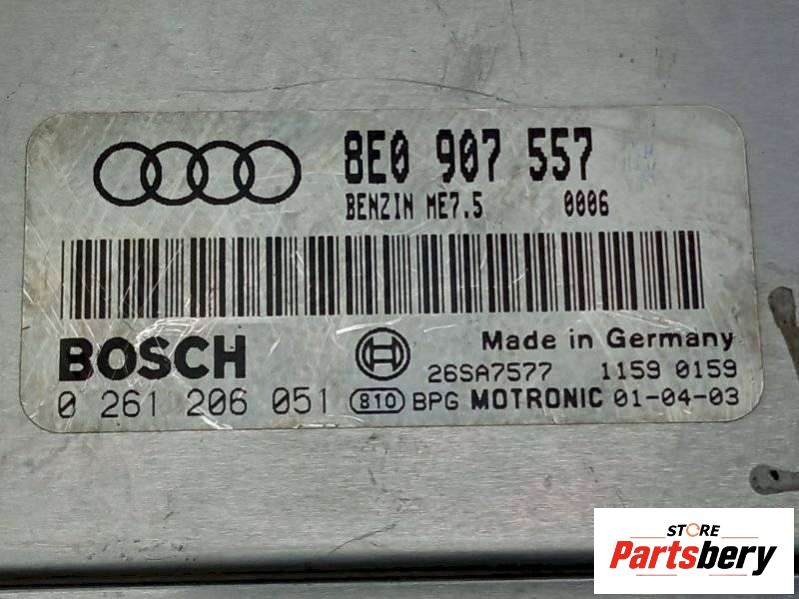 8E0 907 557
BENZIN ME7.5 0006
BOSCH
Made in Germany
26SA7577 1159 0159
0 261 206 051 810 BPG MOTRONIC 01-04-03
STORE
Partsbery